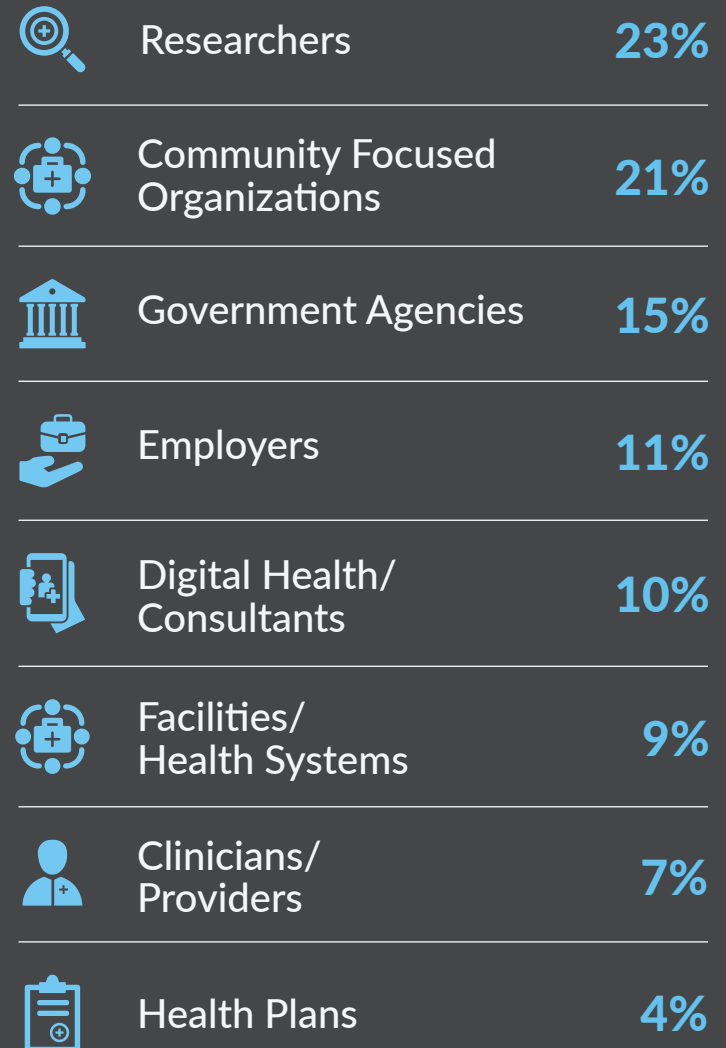 Researchers 23%
Community Focused
Organizations 21%
Government Agencies 15%
Employers 11%
Digital Health/
Consultants 10%
Facilities/
Health Systems 9%
Clinicians/
Providers 7%
Health Plans 4%